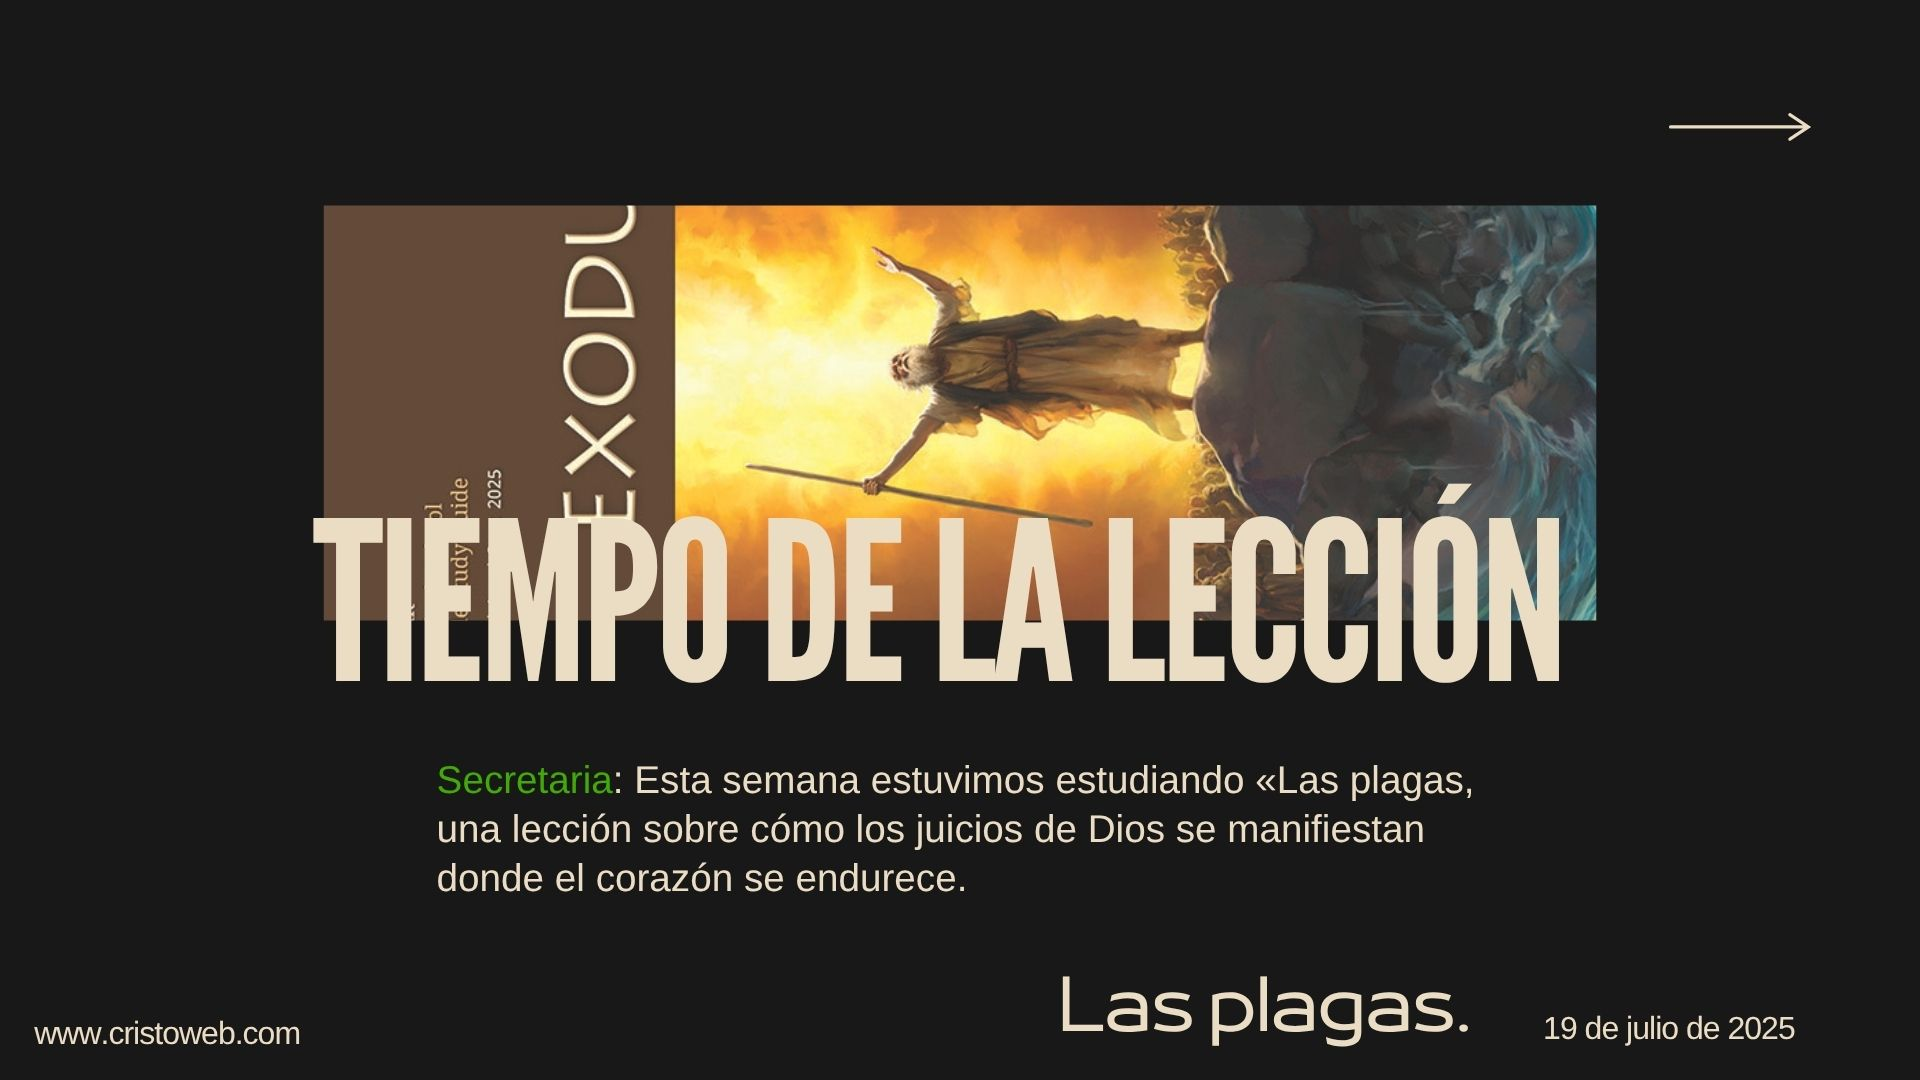 EXODU
2025
TIEMPO DE LA LECCIÓN
Secretaria: Esta semana estuvimos estudiando «Las plagas,
una lección sobre cómo los juicios de Dios se manifiestan
donde el corazón se endurece.
Las plagas.
www.cristoweb.com
19 de julio de 2025